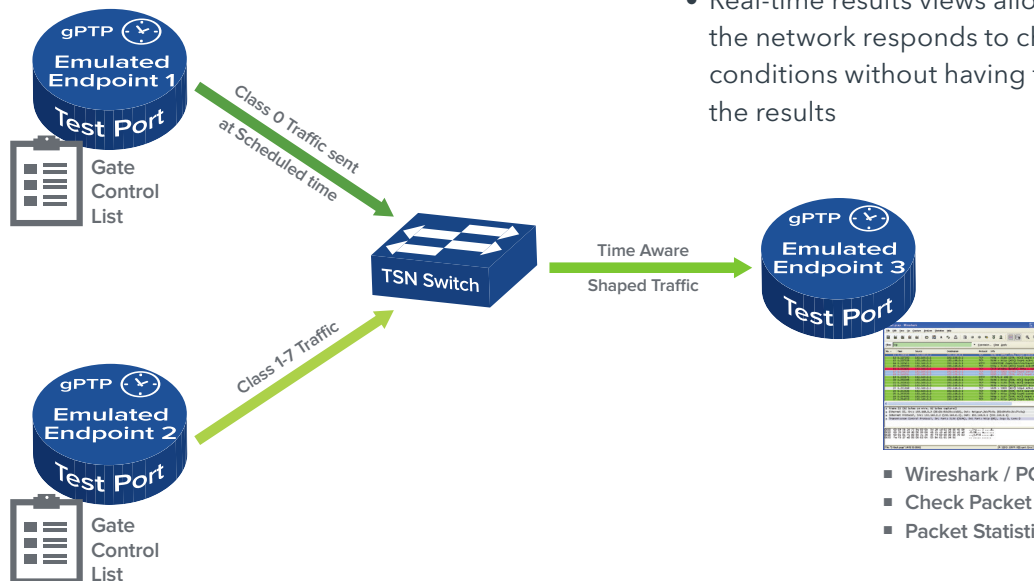 • Real-time results views allo
the network responds to ch
conditions without having
the results
gPTP
Emulated
Endpoint 1
Test Port
Gate
Control
List
Class 0 Traffic sent
at Scheduled time
TSN Switch
Time Aware
Shaped Traffic
gPTP
Emulated
Endpoint 3
Test Port
Class 1-7 Traffic
gPTP
Emulated
Endpoint 2
Test Port
Gate
Control
List
■ Wireshark / PC
■ Check Packet
■ Packet Statisti